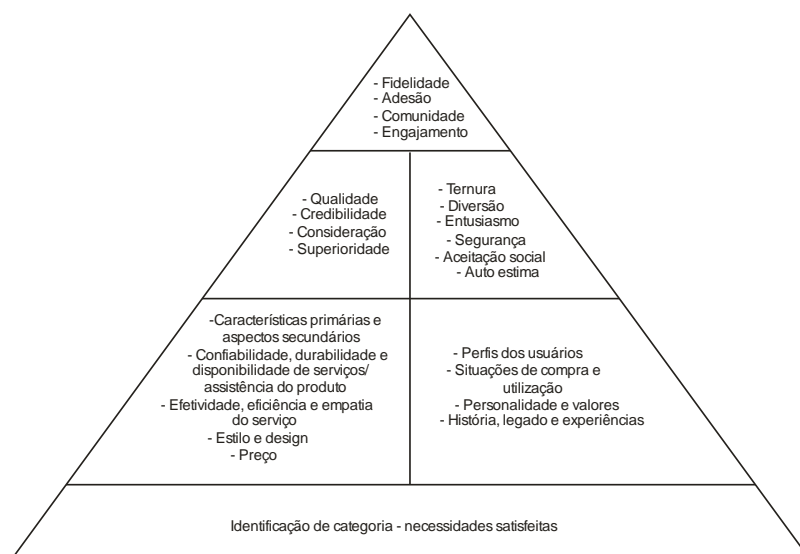 - Fidelidade
- Adesão
- Comunidade
- Engajamento
- Qualidade
- Credibilidade
- Consideração
- Superioridade
- Ternura
- Diversão
- Entusiasmo
- Segurança
- Aceitação social
- Auto estima
-Características primárias e
aspectos secundários
- Confiabilidade, durabilidade e
disponibilidade de serviços/
assistência do produto
- Efetividade, eficiência e empatia
do serviço
- Estilo e design
- Preço
- Perfis dos usuários
- Situações de compra e
utilização
- Personalidade e valores
- História, legado e experiências
Identificação de categoria - necessidades satisfeitas